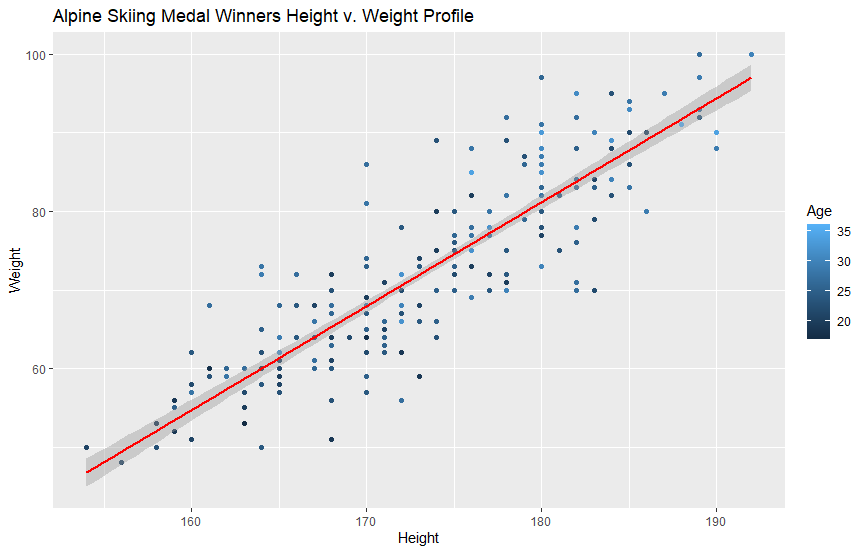 Alpine Skiing Medal Winners Height v. Weight Profile
100
80
60
Weight
160 170 180 190
Height
Age
35
30
25
20